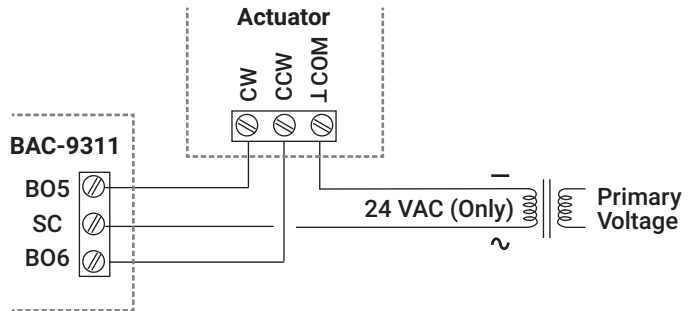 Actuator
CW
CCW
⊥ COM
BAC-9311
BO5
SC
BO6
–
24 VAC (Only)
~
Primary
Voltage